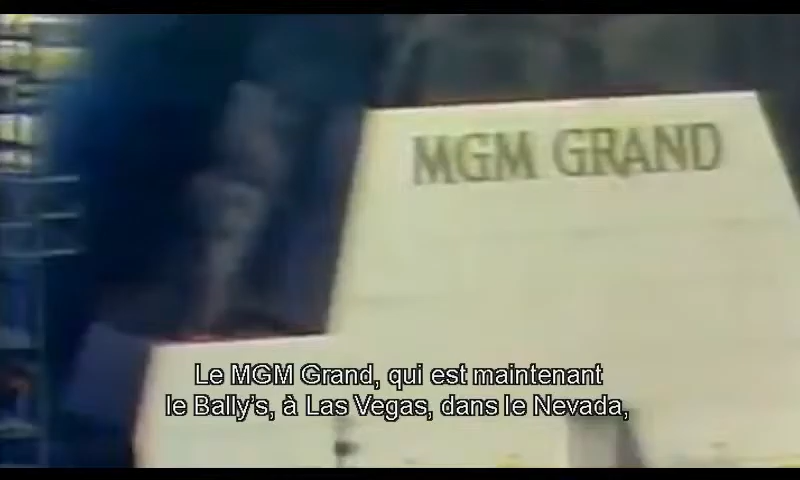 MGM GRAND
Le MGM Grand, qui est maintenant
le Bally's, à Las Vegas, dans le Nevada,